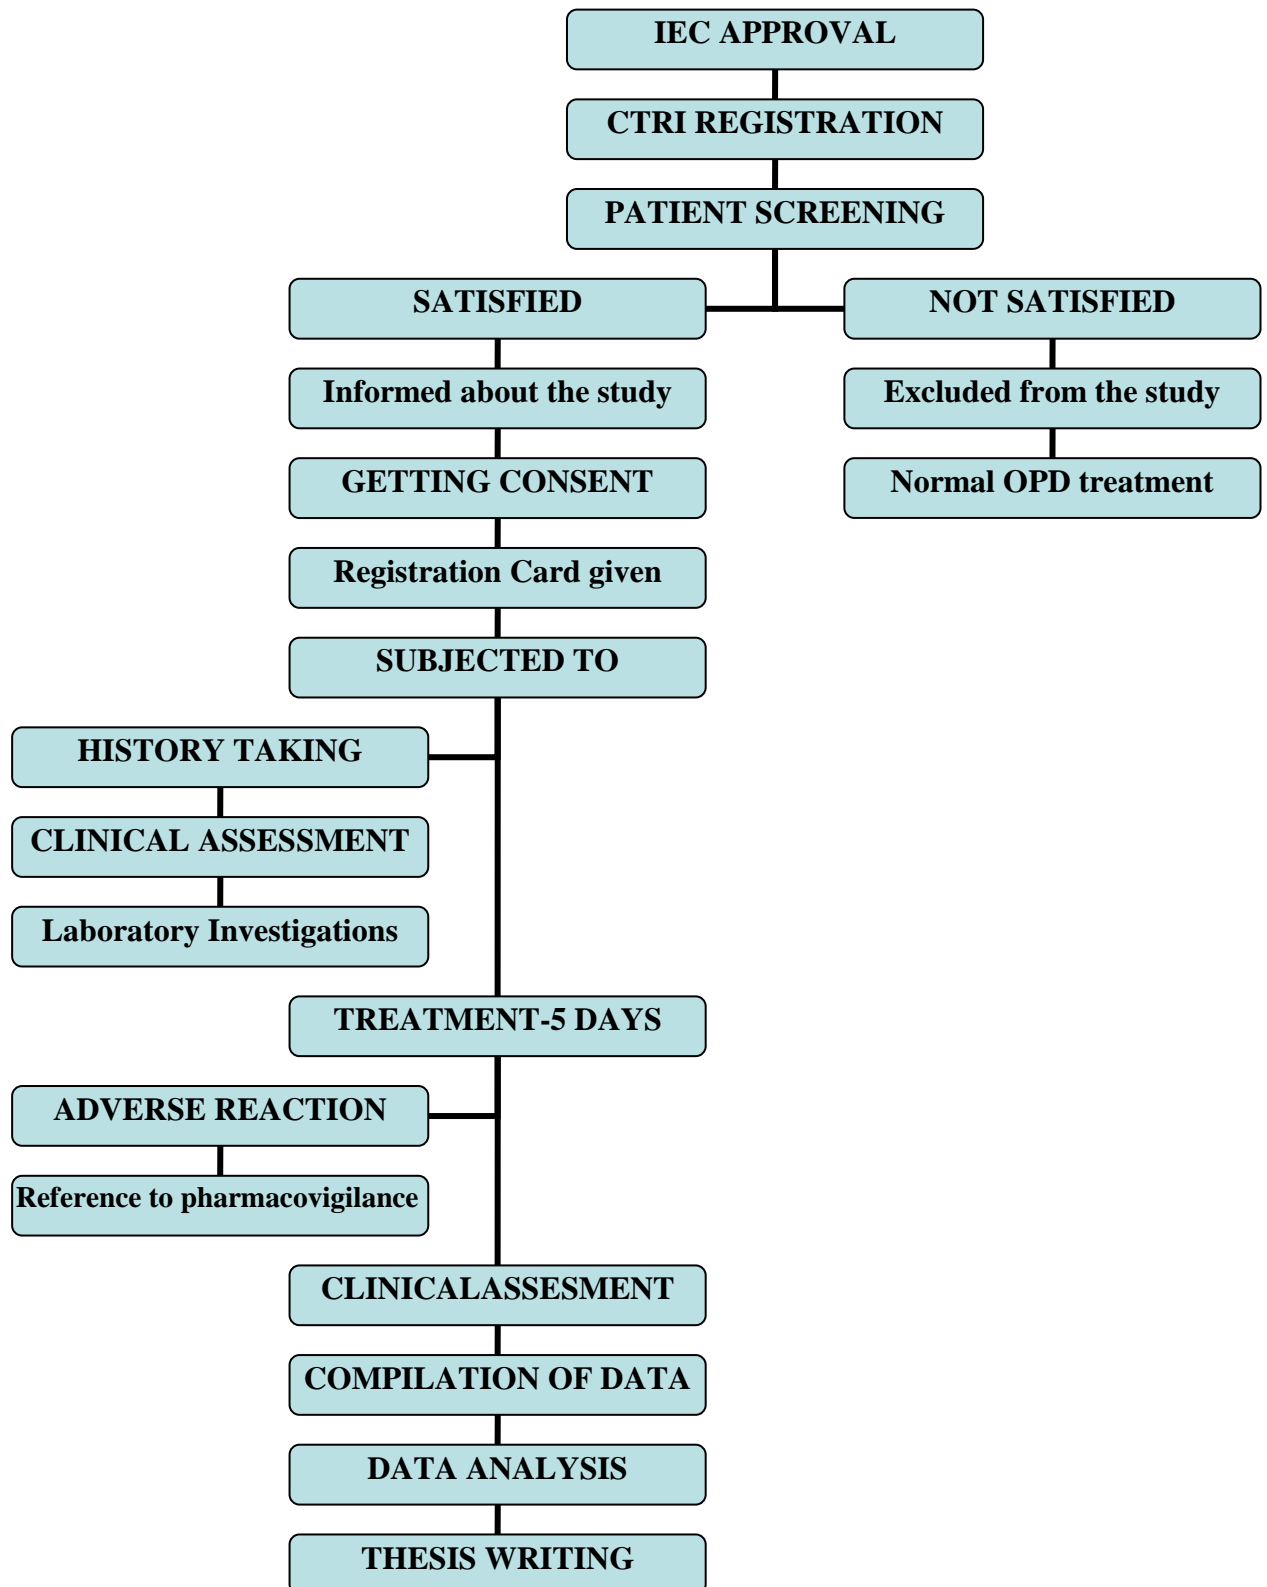 IEC APPROVAL
CTRI REGISTRATION
PATIENT SCREENING
SATISFIED
NOT SATISFIED
Informed about the study
Excluded from the study
GETTING CONSENT
Normal OPD treatment
Registration Card given
SUBJECTED TO
HISTORY TAKING
CLINICAL ASSESSMENT
Laboratory Investigations
TREATMENT-5 DAYS
ADVERSE REACTION
Reference to pharmacovigilance
CLINICALASSESMENT
COMPILATION OF DATA
DATA ANALYSIS
THESIS WRITING